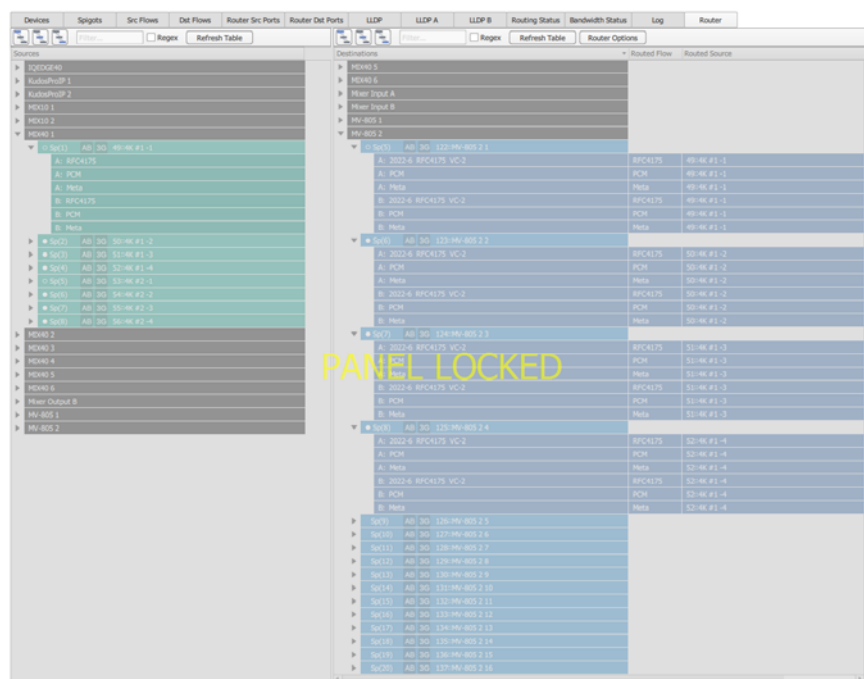 Devices Spigots Src Flows Dst Flows Router Src Ports Router Dst Ports LLDP LLDP A LLDP B Routing Status Bandwidth Status Log Router
Filter... Regex Refresh Table
Filter... Regex Refresh Table Router Options
Sources
IQEDGE40
KudosProIP 1
KudosProIP 2
MDX10 1
MDX10 2
MDX40 1
Sp(1) AB 3G 49:4K #1 -1
A: RFC4175
A: PCM
A: Meta
B: RFC4175
B: PCM
B: Meta
Sp(2) AB 3G 50:4K #1 -2
Sp(3) AB 3G 51:4K #1 -3
Sp(4) AB 3G 52:4K #1 -4
Sp(5) AB 3G 53:4K #2 -1
Sp(6) AB 3G 54:4K #2 -2
Sp(7) AB 3G 55:4K #2 -3
Sp(8) AB 3G 56:4K #2 -4
MDX40 2
MDX40 3
MDX40 4
MDX40 5
MDX40 6
Mixer Output B
MV-805 1
MV-805 2
Destinations Routed Flow Routed Source
MDX40 5
MDX40 6
Mixer Input A
Mixer Input B
MV-805 1
MV-805 2
Sp(5) AB 3G 122:MV-805 2 1
A: 2022-6 RFC4175 VC-2 RFC4175 49:4K #1 -1
A: PCM PCM 49:4K #1 -1
A: Meta Meta 49:4K #1 -1
B: 2022-6 RFC4175 VC-2 RFC4175 49:4K #1 -1
B: PCM PCM 49:4K #1 -1
B: Meta Meta 49:4K #1 -1
Sp(6) AB 3G 123:MV-805 2 2
A: 2022-6 RFC4175 VC-2 RFC4175 50:4K #1 -2
A: PCM PCM 50:4K #1 -2
A: Meta Meta 50:4K #1 -2
B: 2022-6 RFC4175 VC-2 RFC4175 50:4K #1 -2
B: PCM PCM 50:4K #1 -2
B: Meta Meta 50:4K #1 -2
Sp(7) AB 3G 124:MV-805 2 3
A: 2022-6 RFC4175 VC-2 RFC4175 51:4K #1 -3
A: PCM PCM 51:4K #1 -3
PANEL LOCKED
A: Meta Meta 51:4K #1 -3
B: 2022-6 RFC4175 VC-2 RFC4175 51:4K #1 -3
B: PCM PCM 51:4K #1 -3
B: Meta Meta 51:4K #1 -3
Sp(8) AB 3G 125:MV-805 2 4
A: 2022-6 RFC4175 VC-2 RFC4175 52:4K #1 -4
A: PCM PCM 52:4K #1 -4
A: Meta Meta 52:4K #1 -4
B: 2022-6 RFC4175 VC-2 RFC4175 52:4K #1 -4
B: PCM PCM 52:4K #1 -4
B: Meta Meta 52:4K #1 -4
Sp(9) AB 3G 126:MV-805 2 5
Sp(10) AB 3G 127:MV-805 2 6
Sp(11) AB 3G 128:MV-805 2 7
Sp(12) AB 3G 129:MV-805 2 8
Sp(13) AB 3G 130:MV-805 2 9
Sp(14) AB 3G 131:MV-805 2 10
Sp(15) AB 3G 132:MV-805 2 11
Sp(16) AB 3G 133:MV-805 2 12
Sp(17) AB 3G 134:MV-805 2 13
Sp(18) AB 3G 135:MV-805 2 14
Sp(19) AB 3G 136:MV-805 2 15
Sp(20) AB 3G 137:MV-805 2 16